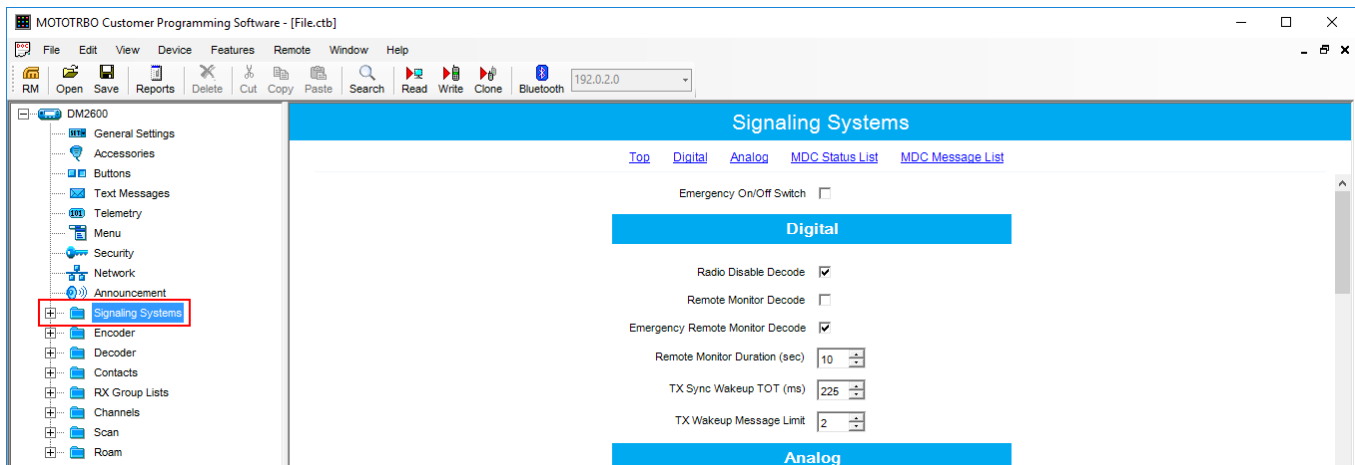 MOTOTRBO Customer Programming Software - [File.ctb]
File Edit View Device Features Remote Window Help
RM Open Save Reports Delete Cut Copy Paste Search Read Write Clone Bluetooth 192.0.2.0
DM2600
General Settings
Accessories
Buttons
Text Messages
Telemetry
Menu
Security
Network
Announcement
Signaling Systems
Encoder
Decoder
Contacts
RX Group Lists
Channels
Scan
Roam
Signaling Systems
Top Digital Analog MDC Status List MDC Message List
Emergency On/Off Switch
Digital
Radio Disable Decode
Remote Monitor Decode
Emergency Remote Monitor Decode
Remote Monitor Duration (sec) 10
TX Sync Wakeup TOT (ms) 225
TX Wakeup Message Limit 2
Analog